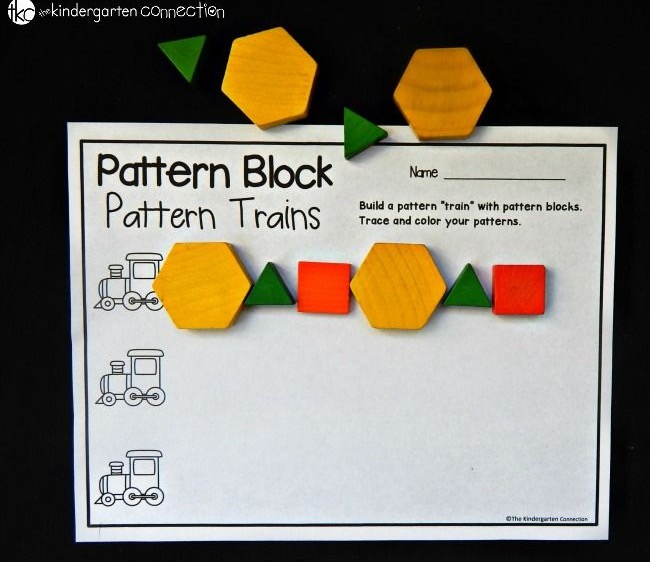 tkc the kindergarten connection
Pattern Block
Pattern Trains
Name
Build a pattern "train" with pattern blocks.
Trace and color your patterns.
©The Kindergarten Connection